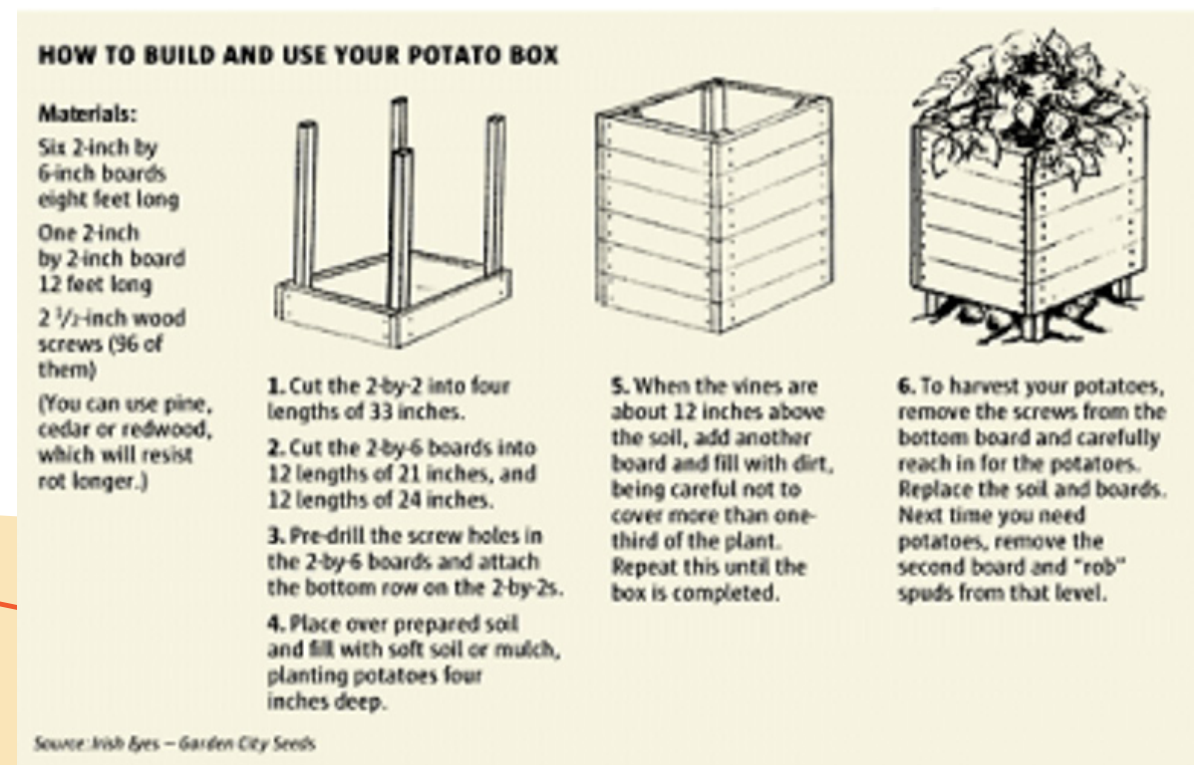 HOW TO BUILD AND USE YOUR POTATO BOX
Materials:
Six 2-inch by
6-inch boards
eight feet long
One 2-inch
by 2-inch board
12 feet long
2 1/2-inch wood
screws (96 of
them)
(You can use pine,
cedar or redwood,
which will resist
rot longer.)
1. Cut the 2-by-2 into four
lengths of 33 inches.
2. Cut the 2-by-6 boards into
12 lengths of 21 inches, and
12 lengths of 24 inches.
3. Pre-drill the screw holes in
the 2-by-6 boards and attach
the bottom row on the 2-by-2s.
4. Place over prepared soil
and fill with soft soil or mulch,
planting potatoes four
inches deep.
5. When the vines are
about 12 inches above
the soil, add another
board and fill with dirt,
being careful not to
cover more than one-
third of the plant.
Repeat this until the
box is completed.
6. To harvest your potatoes,
remove the screws from the
bottom board and carefully
reach in for the potatoes.
Replace the soil and boards.
Next time you need
potatoes, remove the
second board and "rob"
spuds from that level.
Source: Irish Eyes – Garden City Seeds